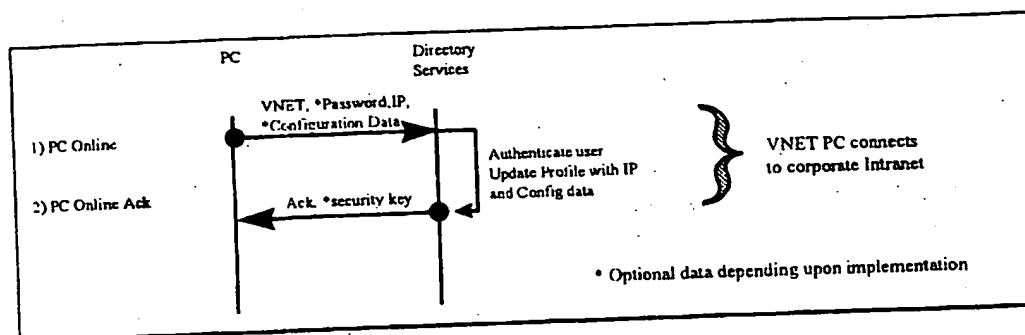 PC
Directory
Services
VNET, *Password,IP,
*Configuration Data
1) PC Online
Authenticate user
Update Profile with IP
and Config data
VNET PC connects
to corporate Intranet
2) PC Online Ack
Ack, *security key
* Optional data depending upon implementation